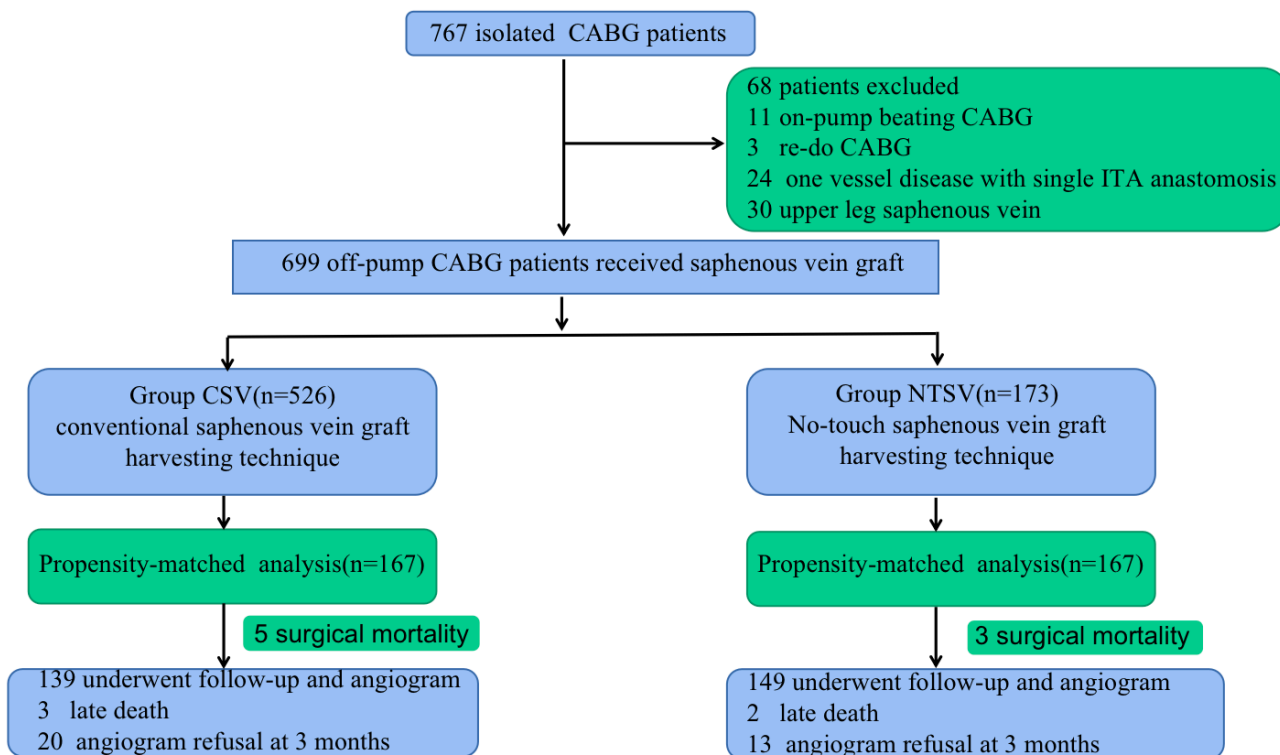 767 isolated CABG patients
68 patients excluded
11 on-pump beating CABG
3 re-do CABG
24 one vessel disease with single ITA anastomosis
30 upper leg saphenous vein
699 off-pump CABG patients received saphenous vein graft
Group CSV(n=526)
conventional saphenous vein graft
harvesting technique
Group NTSV(n=173)
No-touch saphenous vein graft
harvesting technique
Propensity-matched analysis(n=167)
Propensity-matched analysis(n=167)
5 surgical mortality
3 surgical mortality
139 underwent follow-up and angiogram
3 late death
20 angiogram refusal at 3 months
149 underwent follow-up and angiogram
2 late death
13 angiogram refusal at 3 months